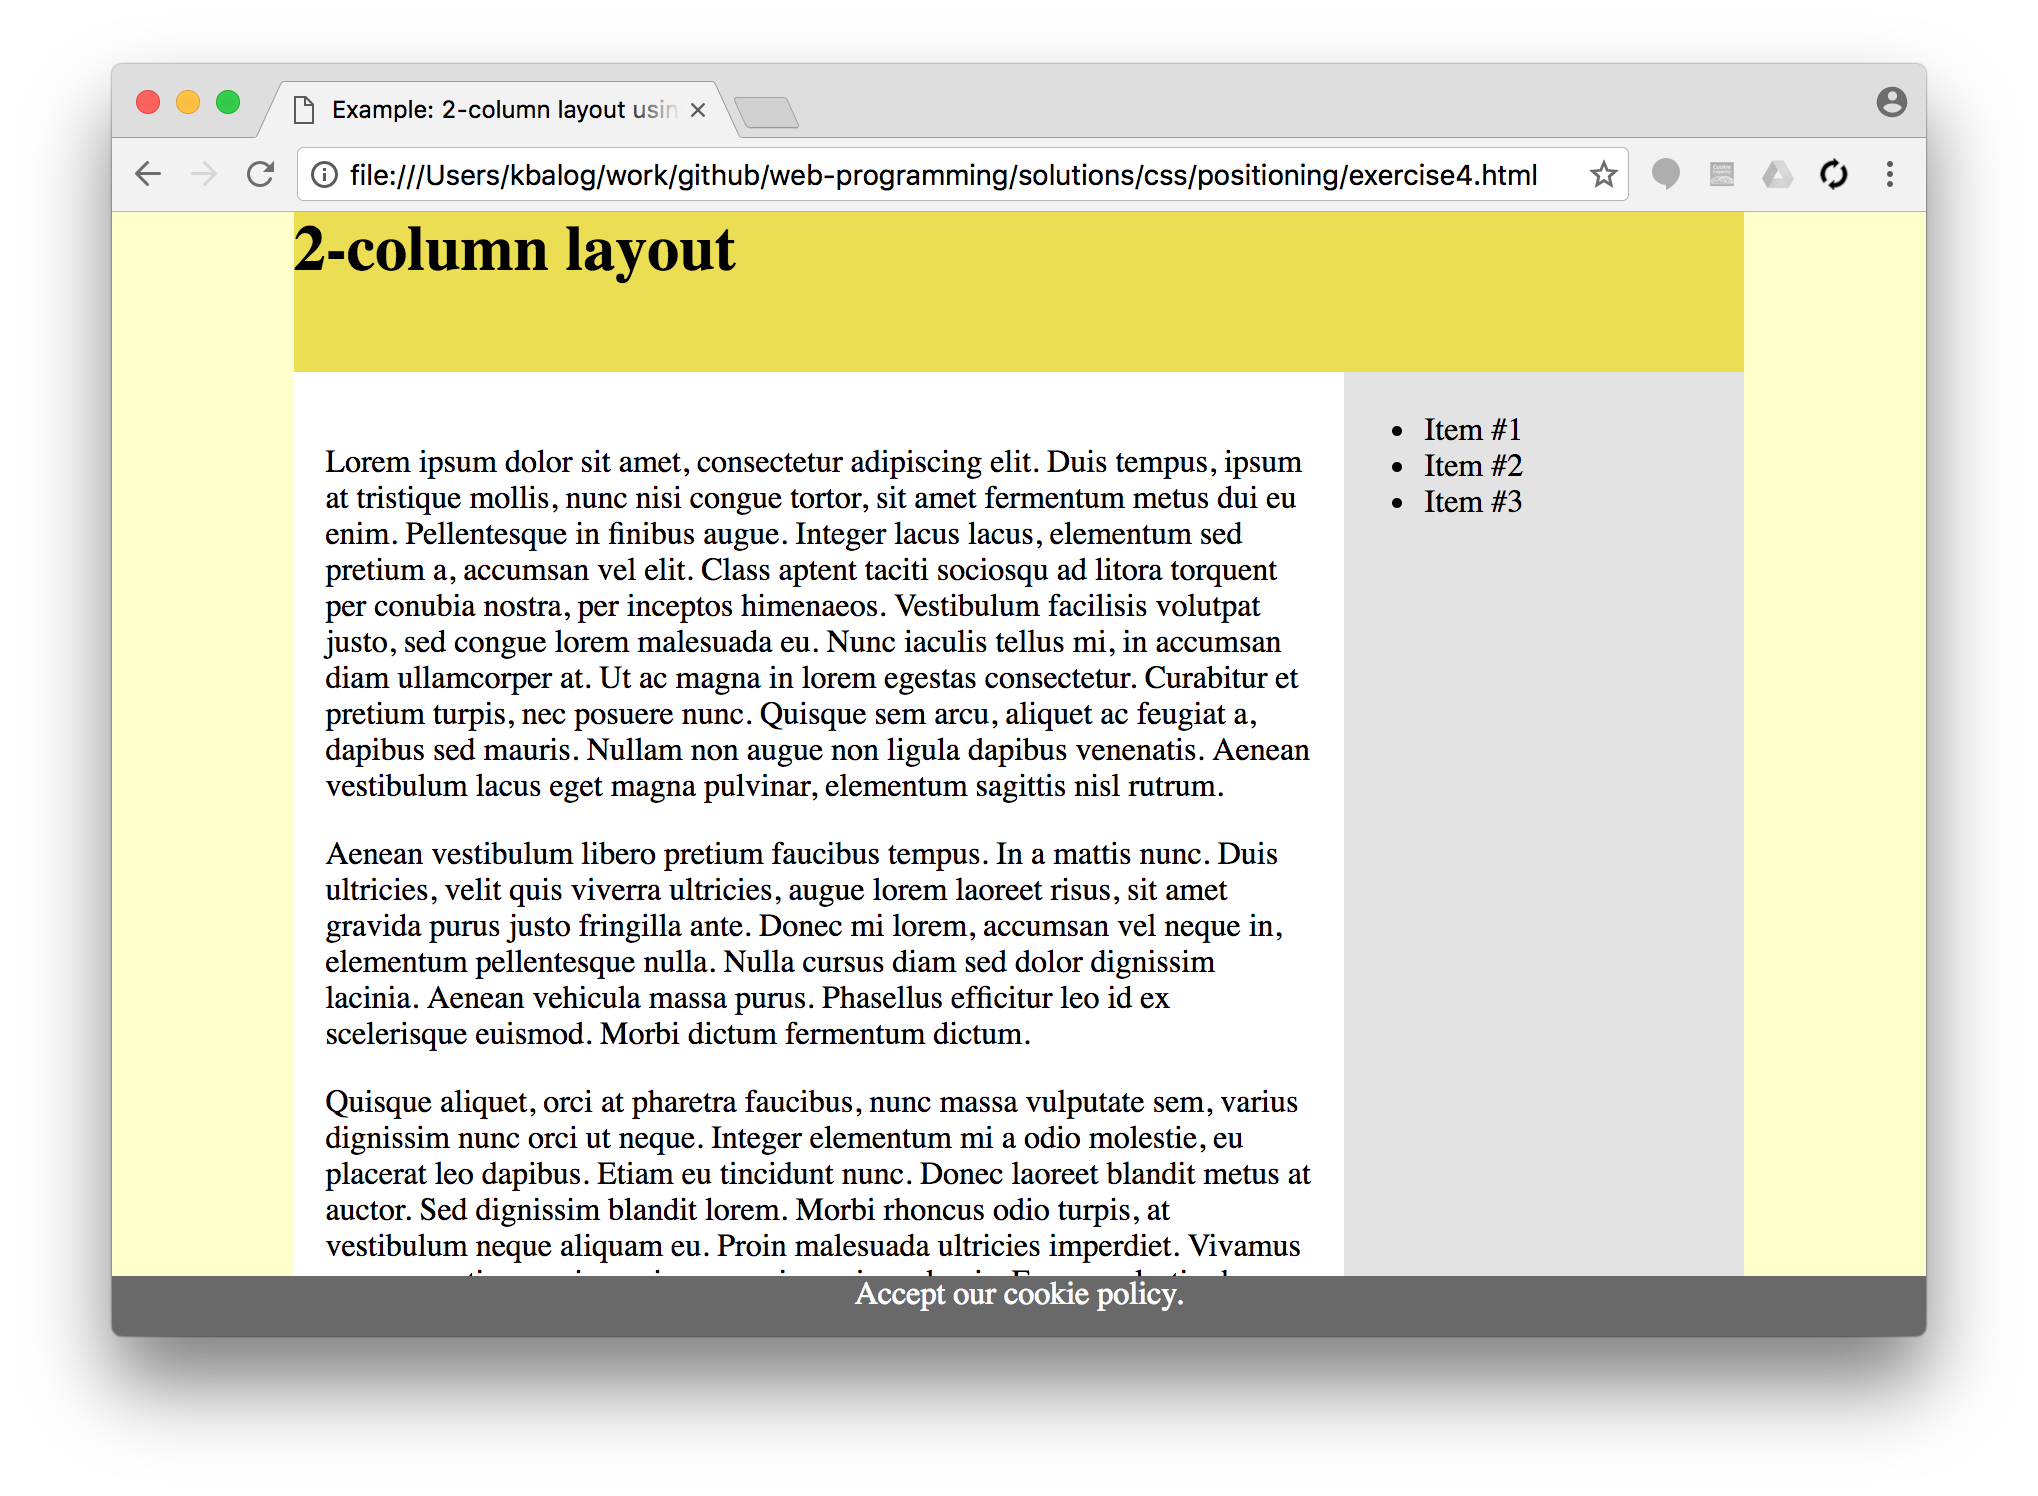 Example: 2-column layout usin
file:///Users/kbalog/work/github/web-programming/solutions/css/positioning/exercise4.html
2-column layout
Lorem ipsum dolor sit amet, consectetur adipiscing elit. Duis tempus, ipsum
at tristique mollis, nunc nisi congue tortor, sit amet fermentum metus dui eu
enim. Pellentesque in finibus augue. Integer lacus lacus, elementum sed
pretium a, accumsan vel elit. Class aptent taciti sociosqu ad litora torquent
per conubia nostra, per inceptos himenaeos. Vestibulum facilisis volutpat
justo, sed congue lorem malesuada eu. Nunc iaculis tellus mi, in accumsan
diam ullamcorper at. Ut ac magna in lorem egestas consectetur. Curabitur et
pretium turpis, nec posuere nunc. Quisque sem arcu, aliquet ac feugiat a,
dapibus sed mauris. Nullam non augue non ligula dapibus venenatis. Aenean
vestibulum lacus eget magna pulvinar, elementum sagittis nisl rutrum.
Aenean vestibulum libero pretium faucibus tempus. In a mattis nunc. Duis
ultricies, velit quis viverra ultricies, augue lorem laoreet risus, sit amet
gravida purus justo fringilla ante. Donec mi lorem, accumsan vel neque in,
elementum pellentesque nulla. Nulla cursus diam sed dolor dignissim
lacinia. Aenean vehicula massa purus. Phasellus efficitur leo id ex
scelerisque euismod. Morbi dictum fermentum dictum.
Quisque aliquet, orci at pharetra faucibus, nunc massa vulputate sem, varius
dignissim nunc orci ut neque. Integer elementum mi a odio molestie, eu
placerat leo dapibus. Etiam eu tincidunt nunc. Donec laoreet blandit metus at
auctor. Sed dignissim blandit lorem. Morbi rhoncus odio turpis, at
vestibulum neque aliquam eu. Proin malesuada ultricies imperdiet. Vivamus
Item #1
Item #2
Item #3
Accept our cookie policy.